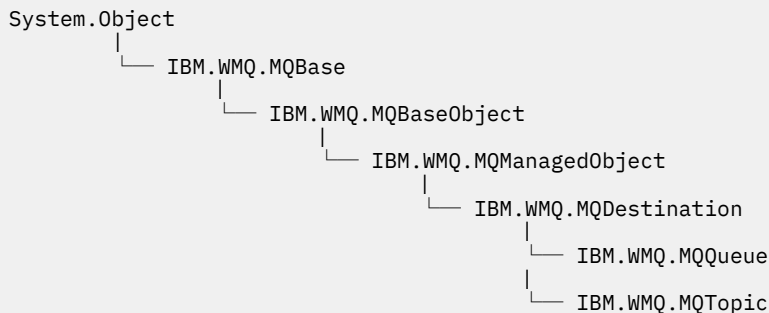 System.Object
IBM.WMQ.MQBase
IBM.WMQ.MQBaseObject
IBM.WMQ.MQManagedObject
IBM.WMQ.MQDestination
IBM.WMQ.MQQueue
IBM.WMQ.MQTopic